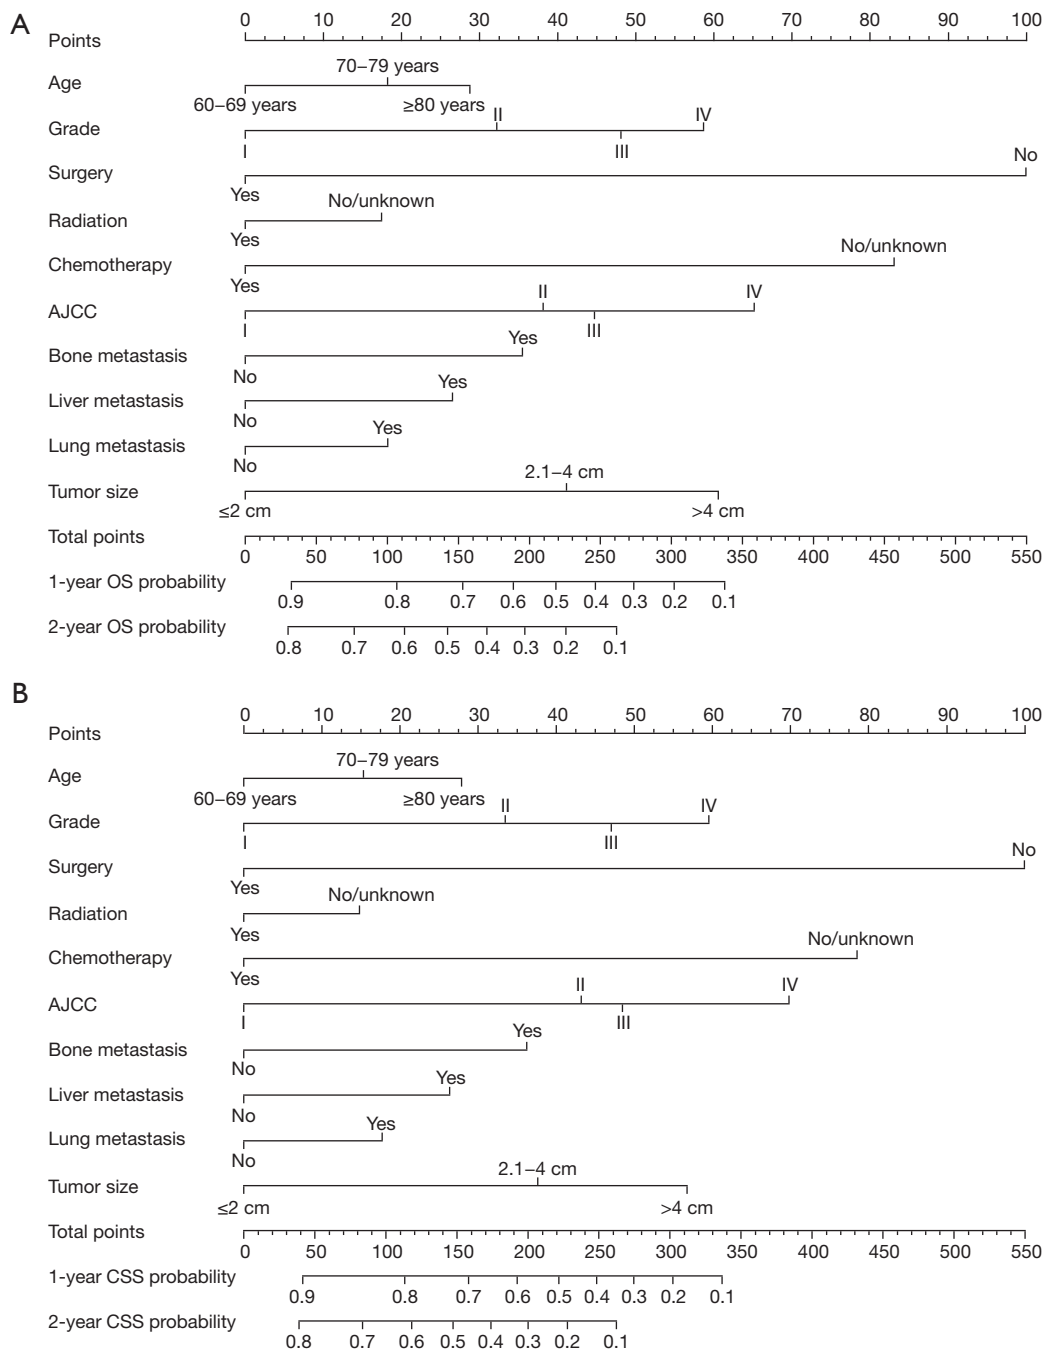 A
0 10 20 30 40 50 60 70 80 90 100
Points
70–79 years
Age
60–69 years ≥80 years
II IV
Grade
I III
No
Surgery
Yes
No/unknown
Radiation
Yes
No/unknown
Chemotherapy
Yes
II IV
AJCC
I III
Yes
Bone metastasis
No
Yes
Liver metastasis
No
Yes
Lung metastasis
No
2.1–4 cm
Tumor size
≤2 cm >4 cm
Total points
0 50 100 150 200 250 300 350 400 450 500 550
1-year OS probability
0.9 0.8 0.7 0.6 0.5 0.4 0.3 0.2 0.1
2-year OS probability
0.8 0.7 0.6 0.5 0.4 0.3 0.2 0.1
B
0 10 20 30 40 50 60 70 80 90 100
Points
70–79 years
Age
60–69 years ≥80 years
II IV
Grade
I III
No
Surgery
Yes
No/unknown
Radiation
Yes
No/unknown
Chemotherapy
Yes
II IV
AJCC
I III
Yes
Bone metastasis
No
Yes
Liver metastasis
No
Yes
Lung metastasis
No
2.1–4 cm
Tumor size
≤2 cm >4 cm
Total points
0 50 100 150 200 250 300 350 400 450 500 550
1-year CSS probability
0.9 0.8 0.7 0.6 0.5 0.4 0.3 0.2 0.1
2-year CSS probability
0.8 0.7 0.6 0.5 0.4 0.3 0.2 0.1